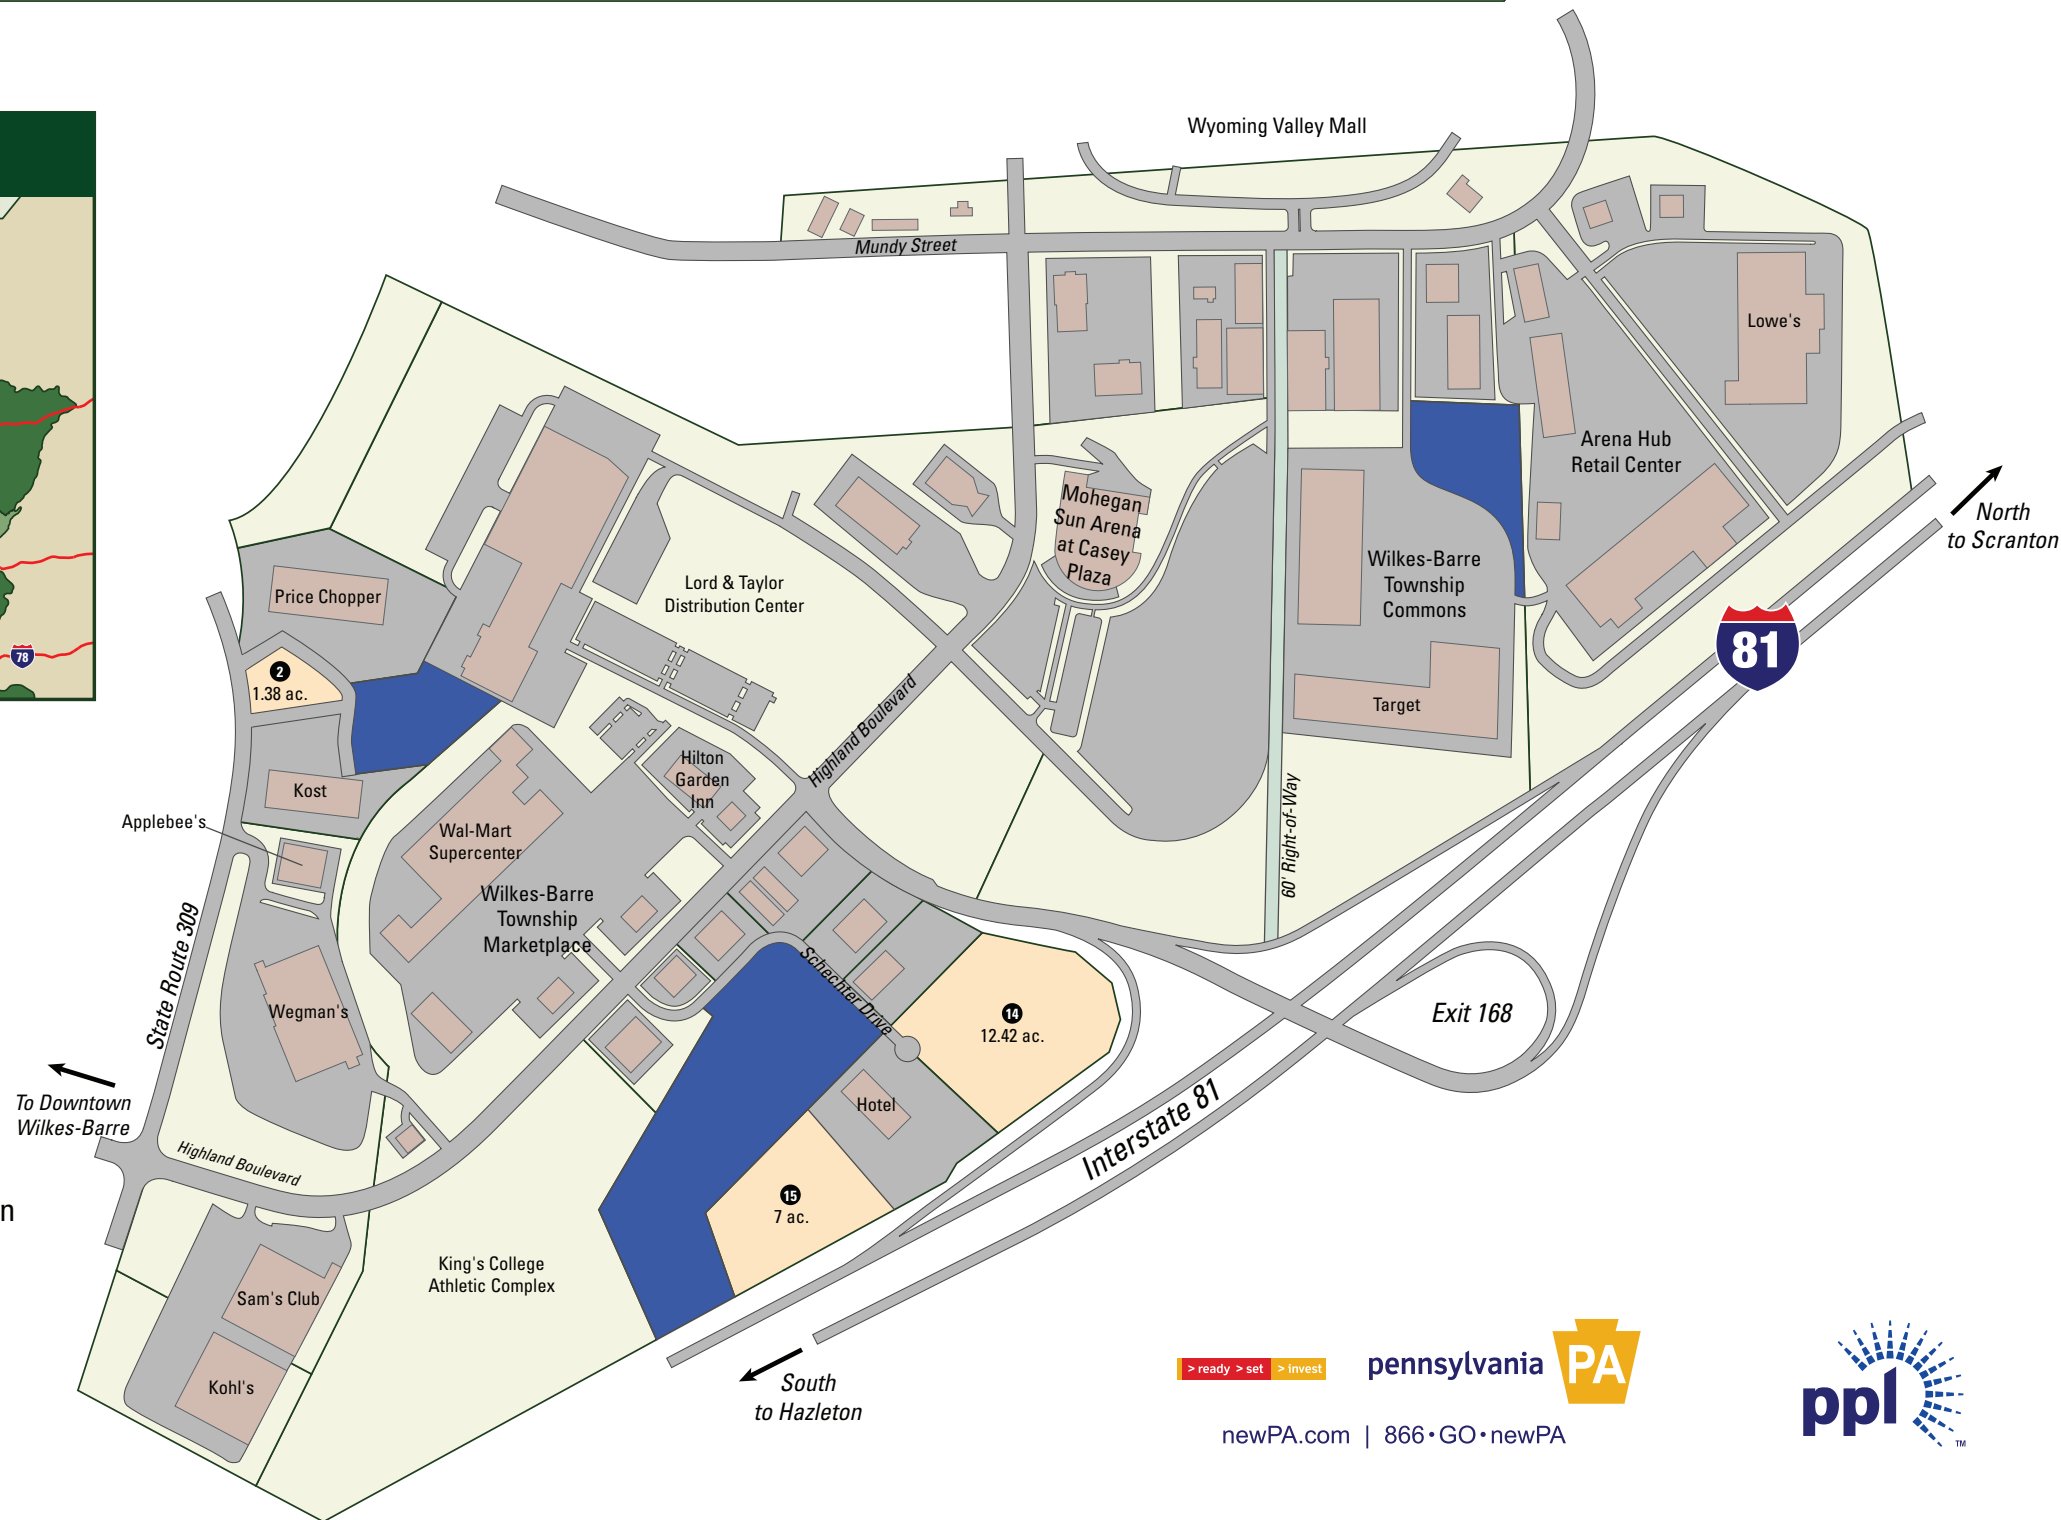 Wyoming Valley Mall
Mundy Street
Lowe's
Arena Hub
Retail Center
North
to Scranton
Mohegan
Sun Arena
at Casey
Plaza
Wilkes-Barre
Township
Commons
Lord & Taylor
Distribution Center
Price Chopper
78
2
1.38 ac.
81
Target
Highland Boulevard
Hilton
Garden
Inn
Kost
Applebee's
Wal-Mart
Supercenter
60' Right-of-Way
Wilkes-Barre
Township
Marketplace
State Route 309
Schechter Drive
Wegman's
14
12.42 ac.
Exit 168
To Downtown
Wilkes-Barre
Hotel
Interstate 81
Highland Boulevard
15
7 ac.
n
King's College
Athletic Complex
Sam's Club
Kohl's
South
to Hazleton
> ready > set > invest
pennsylvania
PA
newPA.com | 866•GO•newPA
ppl
TM